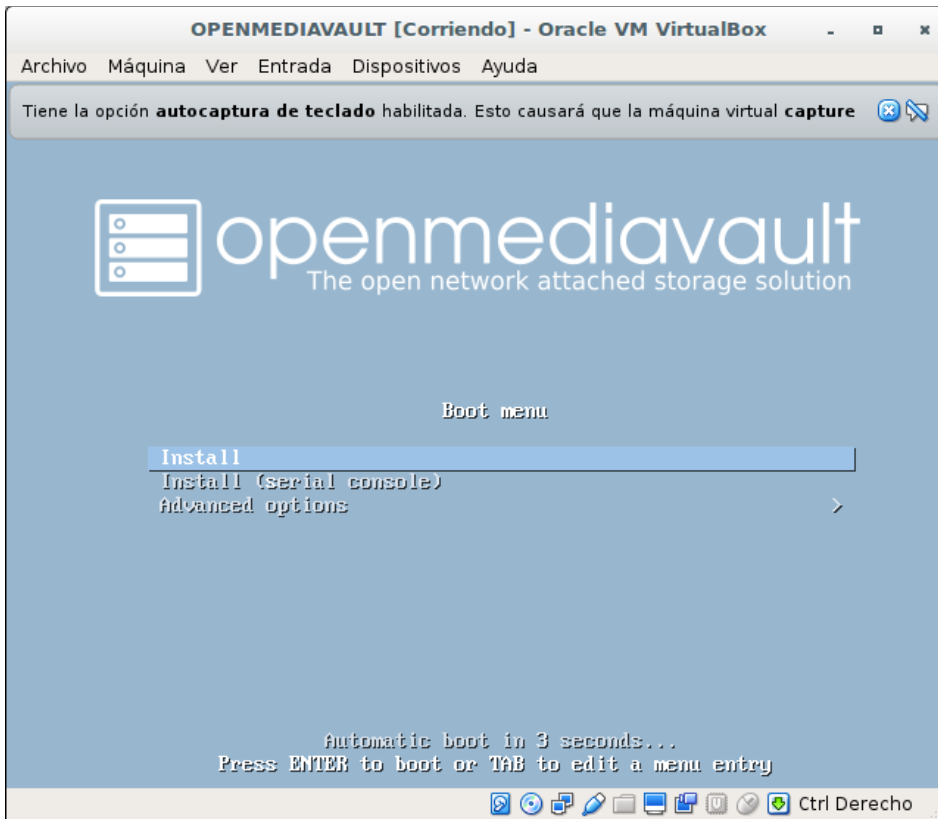 OPENMEDIAVAULT [Corriendo] - Oracle VM VirtualBox
Archivo Máquina Ver Entrada Dispositivos Ayuda
Tiene la opción autocaptura de teclado habilitada. Esto causará que la máquina virtual capture
openmediavault
The open network attached storage solution
Boot menu
Install
Install (serial console)
Advanced options >
Automatic boot in 3 seconds...
Press ENTER to boot or TAB to edit a menu entry
Ctrl Derecho